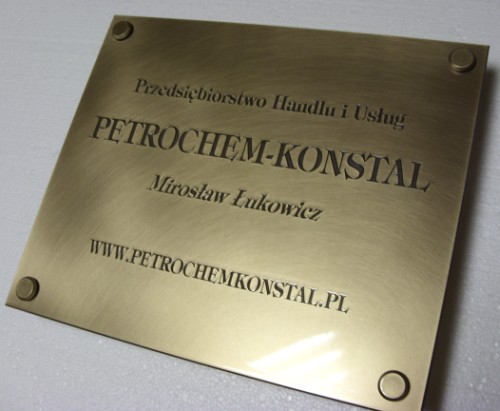 Przedsiębiorstwo Handlu i Usług
PETROCHEM-KONSTAL
Mirosław Łukowicz
WWW.PETROCHEMKONSTAL.PL